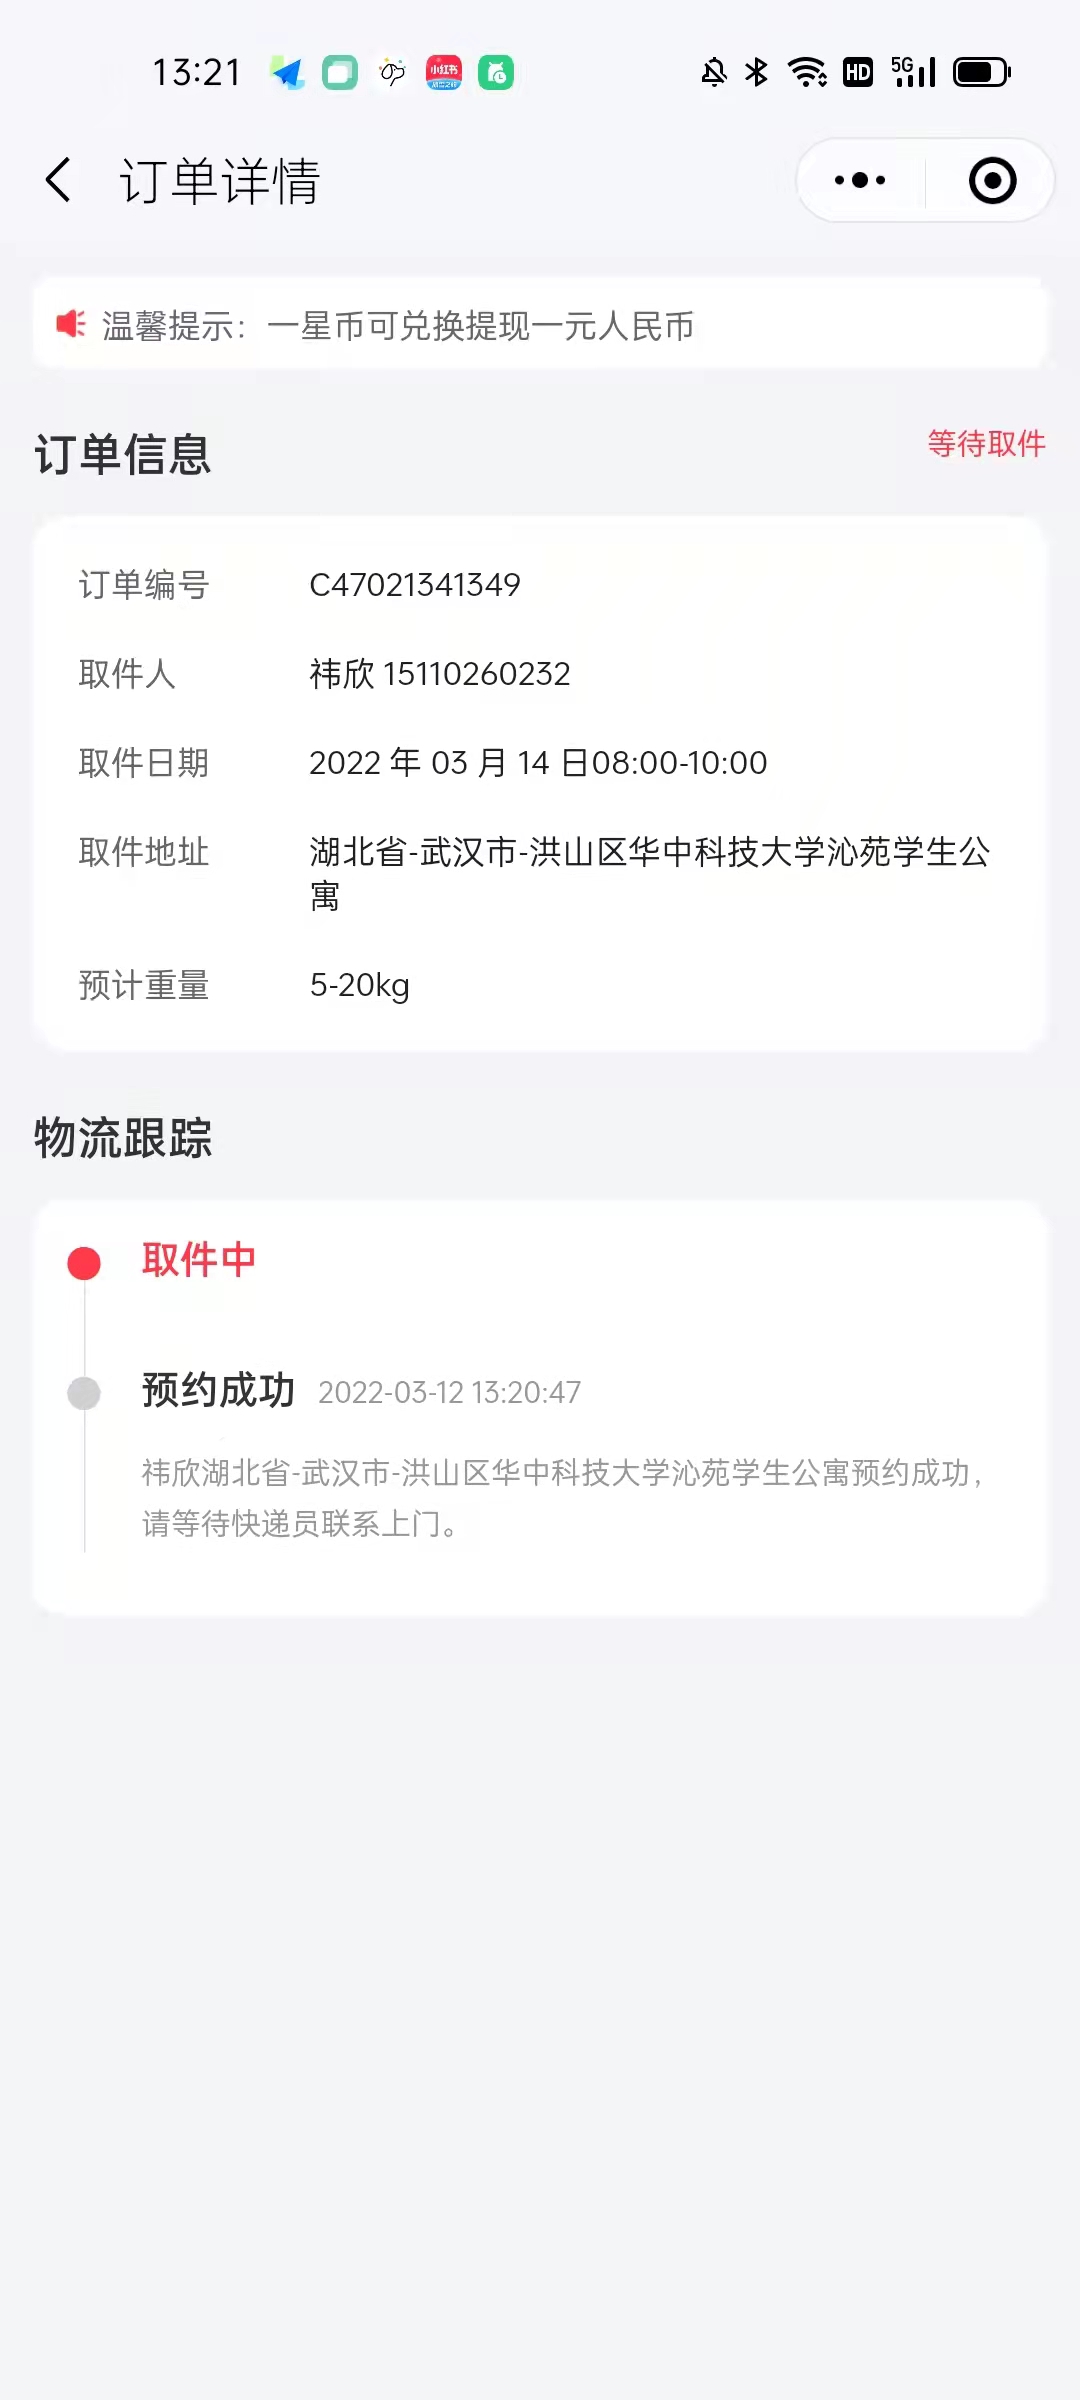 13:21
小红书
HD
5G
订单详情
温馨提示：一星币可兑换提现一元人民币
订单信息
等待取件
订单编号 C47021341349
取件人 祎欣 15110260232
取件日期 2022 年 03 月 14 日08:00-10:00
取件地址 湖北省-武汉市-洪山区华中科技大学沁苑学生公
寓
预计重量 5-20kg
物流跟踪
取件中
预约成功 2022-03-12 13:20:47
祎欣湖北省-武汉市-洪山区华中科技大学沁苑学生公寓预约成功，
请等待快递员联系上门。